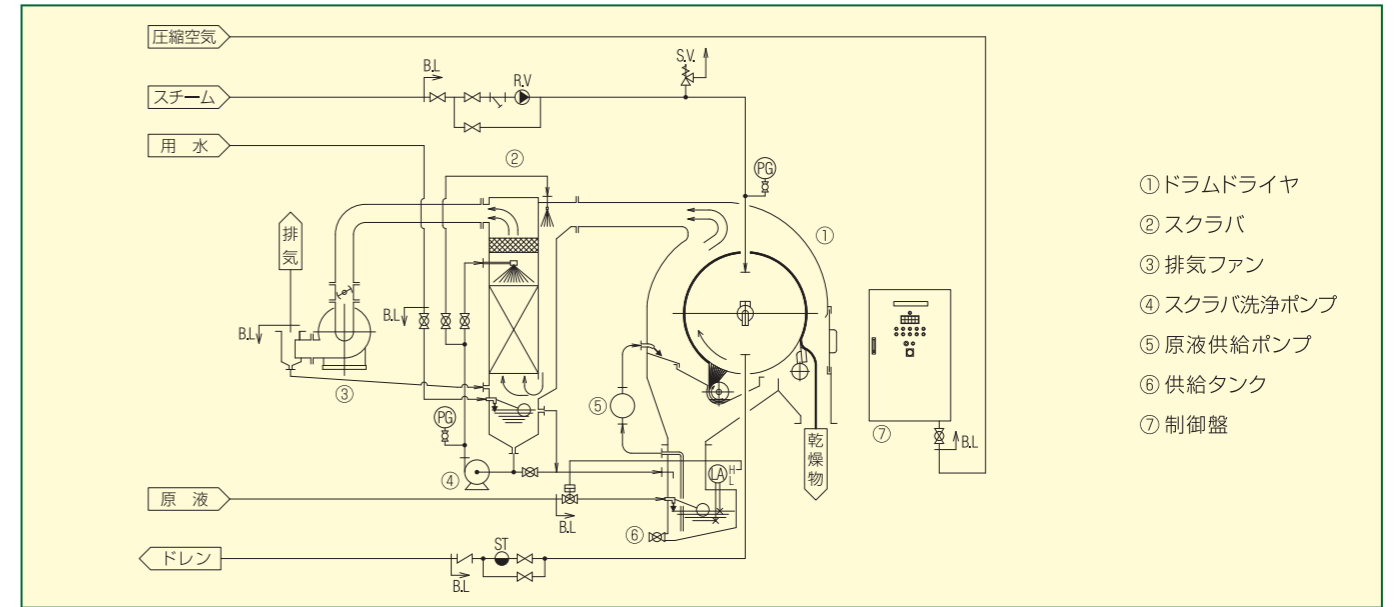 圧縮空気
スチーム
用 水
B.L
R.V
S.V.
PG
②
①
排気
B.L
B.L
③
PG
④
⑤
LA
H
L
乾燥物
⑦
B.L
原 液
B.L
⑥
ドレン
B.L
ST
①ドラムドライヤ
②スクラバ
③排気ファン
④スクラバ洗浄ポンプ
⑤原液供給ポンプ
⑥供給タンク
⑦制御盤